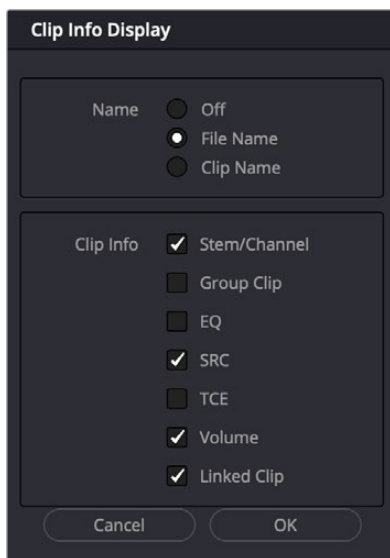 Clip Info Display
Name Off
File Name
Clip Name
Clip Info Stem/Channel
Group Clip
EQ
SRC
TCE
Volume
Linked Clip
Cancel OK